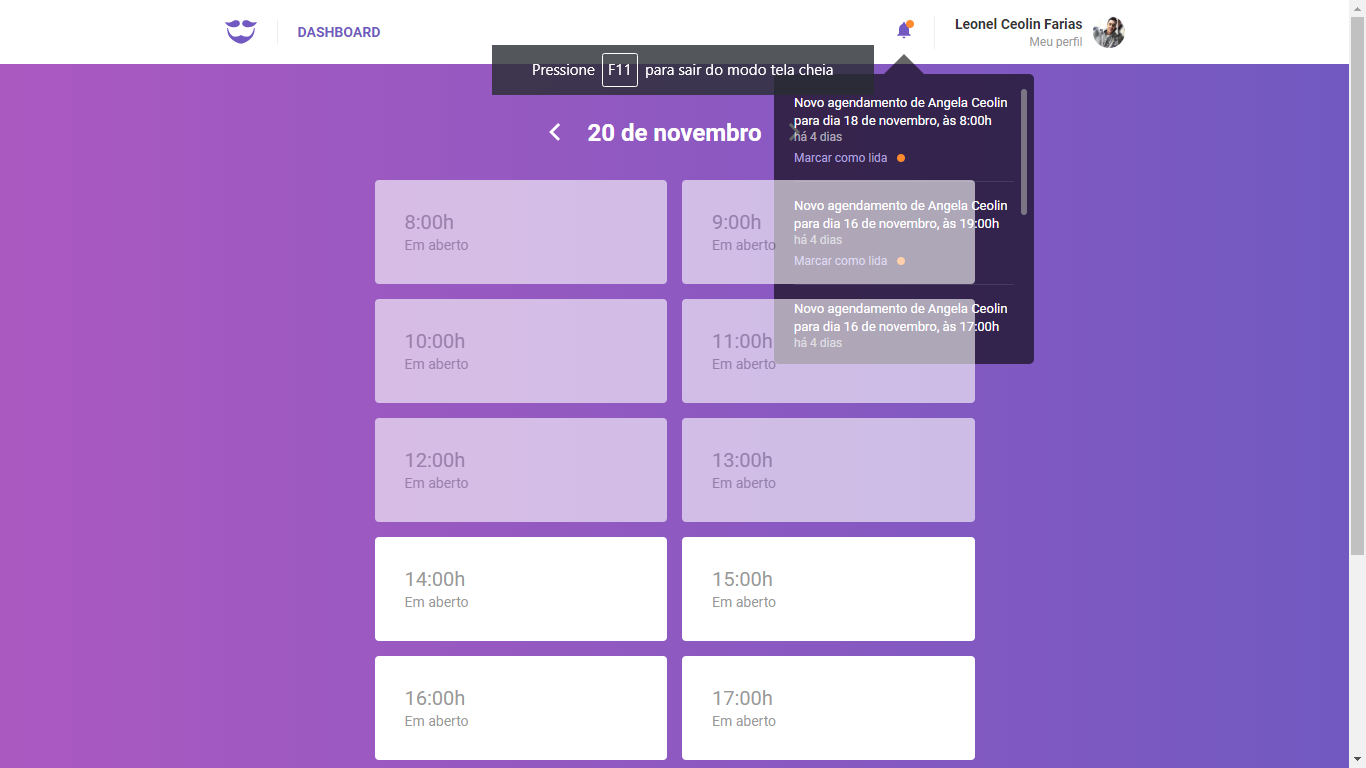 DASHBOARD
Leonel Ceolin Farias
Meu perfil
Pressione F11 para sair do modo tela cheia
20 de novembro
Novo agendamento de Angela Ceolin
para dia 18 de novembro, às 8:00h
há 4 dias
Marcar como lida
Novo agendamento de Angela Ceolin
para dia 16 de novembro, às 19:00h
há 4 dias
Marcar como lida
Novo agendamento de Angela Ceolin
para dia 16 de novembro, às 17:00h
há 4 dias
8:00h
Em aberto
9:00h
Em aberto
10:00h
Em aberto
11:00h
Em aberto
12:00h
Em aberto
13:00h
Em aberto
14:00h
Em aberto
15:00h
Em aberto
16:00h
Em aberto
17:00h
Em aberto